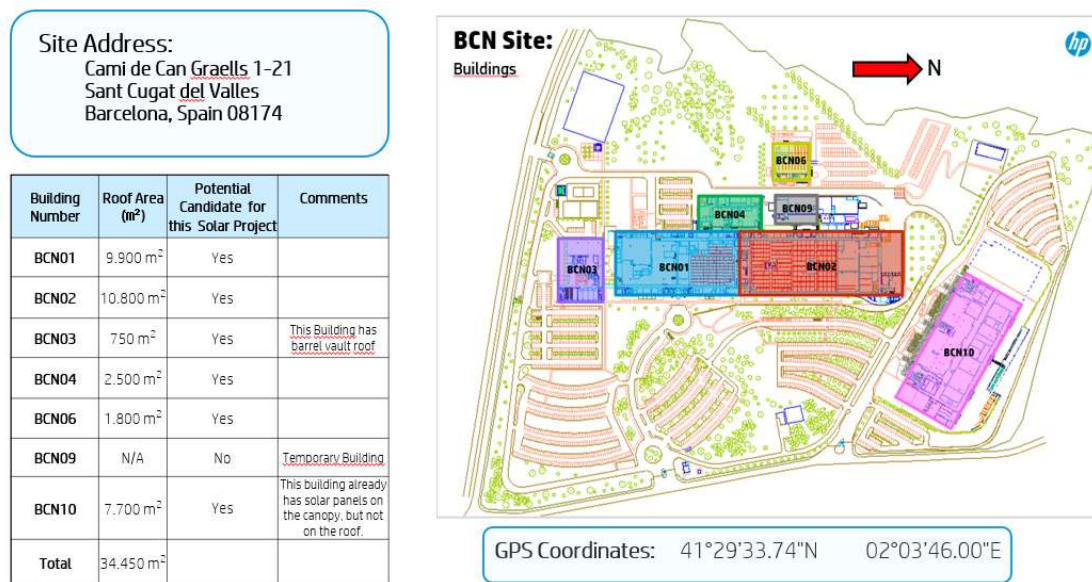 Site Address:
Cami de Can Graells 1-21
Sant Cugat del Valles
Barcelona, Spain 08174
Building Number Roof Area (m²) Potential Candidate for this Solar Project Comments
BCN01 9.900 m² Yes
BCN02 10.800 m² Yes
BCN03 750 m² Yes This Building has barrel vault roof
BCN04 2.500 m² Yes
BCN06 1.800 m² Yes
BCN09 N/A No Temporary Building
BCN10 7.700 m² Yes This building already has solar panels on the canopy, but not on the roof.
Total 34.450 m²
BCN Site:
Buildings
N
hp
BCN06
BCN04
BCN09
BCN03
BCN01
BCN02
BCN10
GPS Coordinates: 41°29'33.74"N 02°03'46.00"E